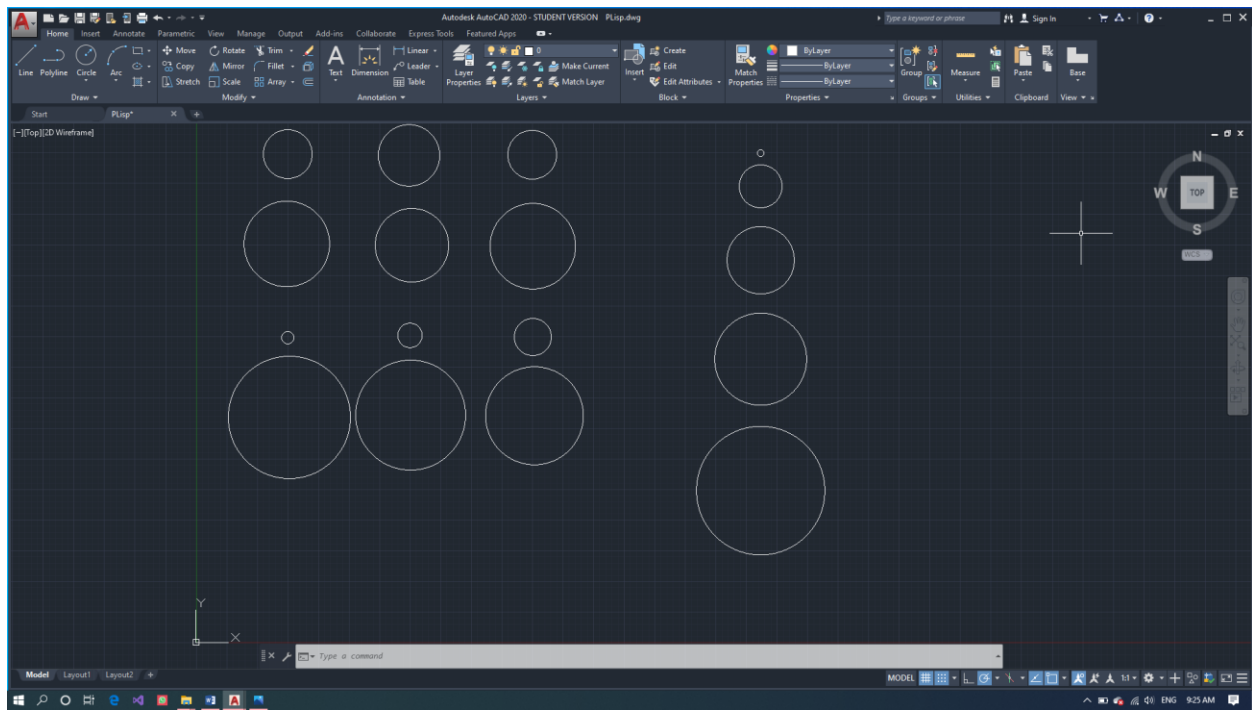 A Autodesk AutoCAD 2020 - STUDENT VERSION PLisp.dwg Type a keyword or phrase Sign In
Home Insert Annotate Parametric View Manage Output Add-ins Collaborate Express Tools Featured Apps
Move Rotate Trim Linear 0 Create ByLayer
Copy Mirror Fillet Leader Make Current Edit ByLayer
Stretch Scale Array Table Match Layer Edit Attributes ByLayer
Line Polyline Circle Arc Text Dimension Layer Properties Insert Match Properties Group Measure Paste Base
Draw Modify Annotation Layers Block Properties Groups Utilities Clipboard View
Start PLisp*
[–][Top][2D Wireframe]
N
W TOP E
S
WCS
Y
X
Type a command
Model Layout1 Layout2 + MODEL 1:1
ENG 9:25 AM